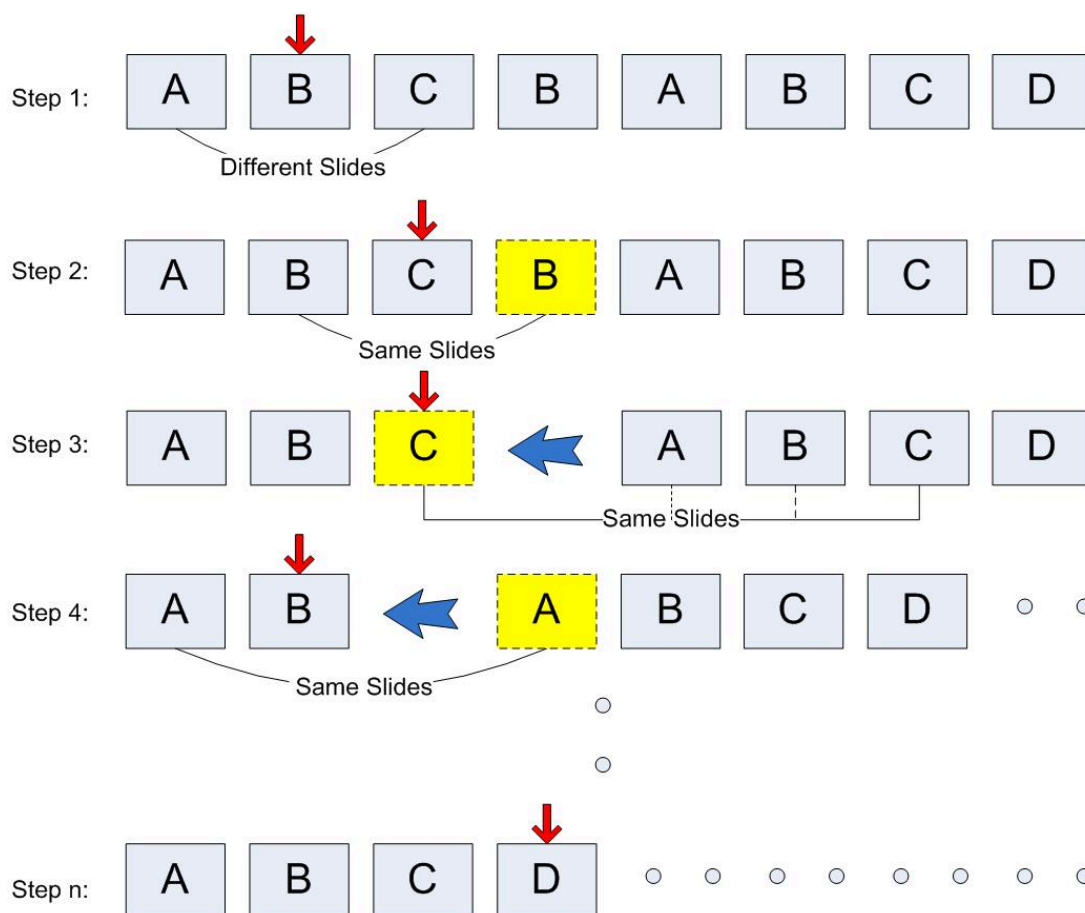 Step 1: A B C B A B C D
Different Slides
Step 2: A B C B A B C D
Same Slides
Step 3: A B C A B C D
Same Slides
Step 4: A B A B C D
Same Slides
Step n: A B C D